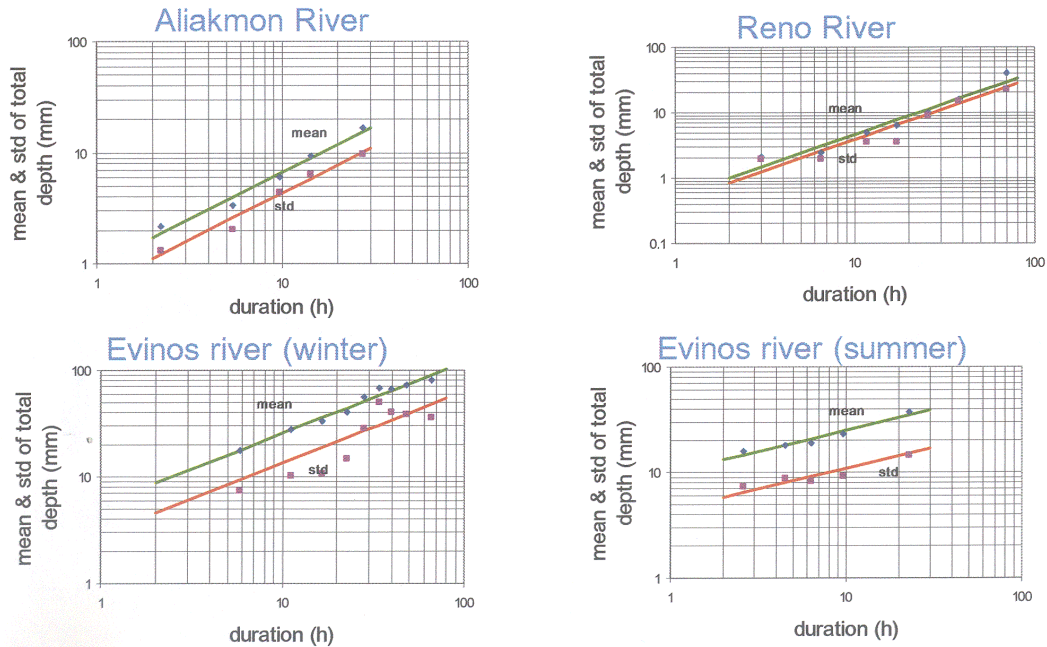 Aliakmon River
mean & std of total
depth (mm)
100
10
1
mean
std
1
10
100
duration (h)
Reno River
mean & std of total
depth (mm)
100
10
1
0.1
mean
std
1
10
100
duration (h)
Evinos river (winter)
mean & std of total
depth (mm)
100
10
1
mean
std
1
10
100
duration (h)
Evinos river (summer)
mean & std of total
depth (mm)
100
10
1
mean
std
1
10
100
duration (h)